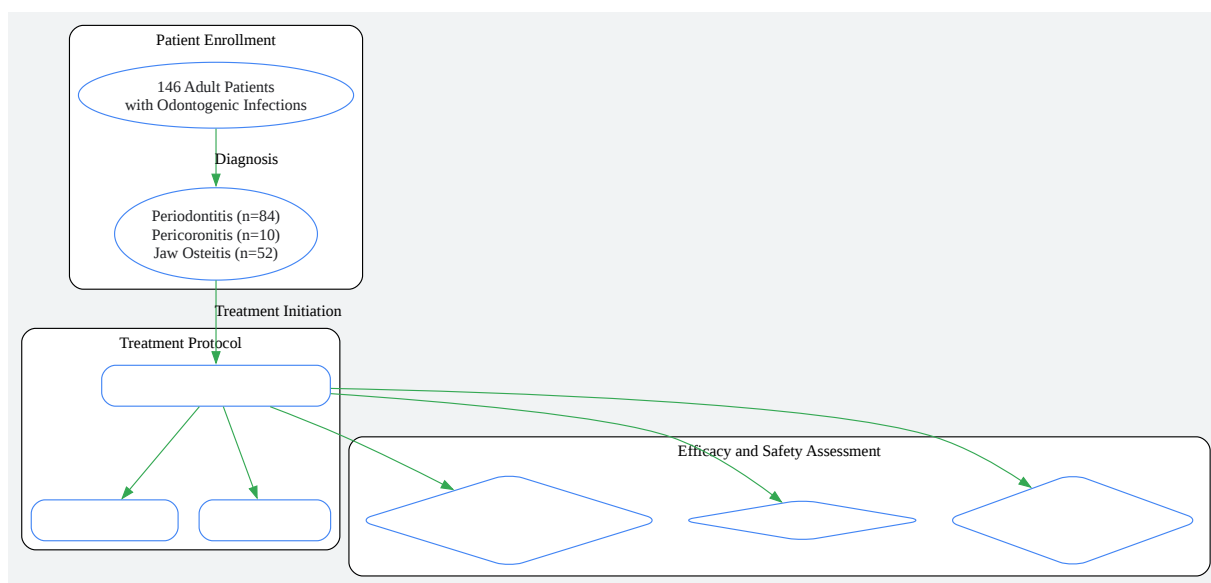 Patient Enrollment
146 Adult Patients
with Odontogenic Infections
Diagnosis
Periodontitis (n=84)
Pericoronitis (n=10)
Jaw Osteitis (n=52)
Treatment Initiation
Treatment Protocol
Efficacy and Safety Assessment